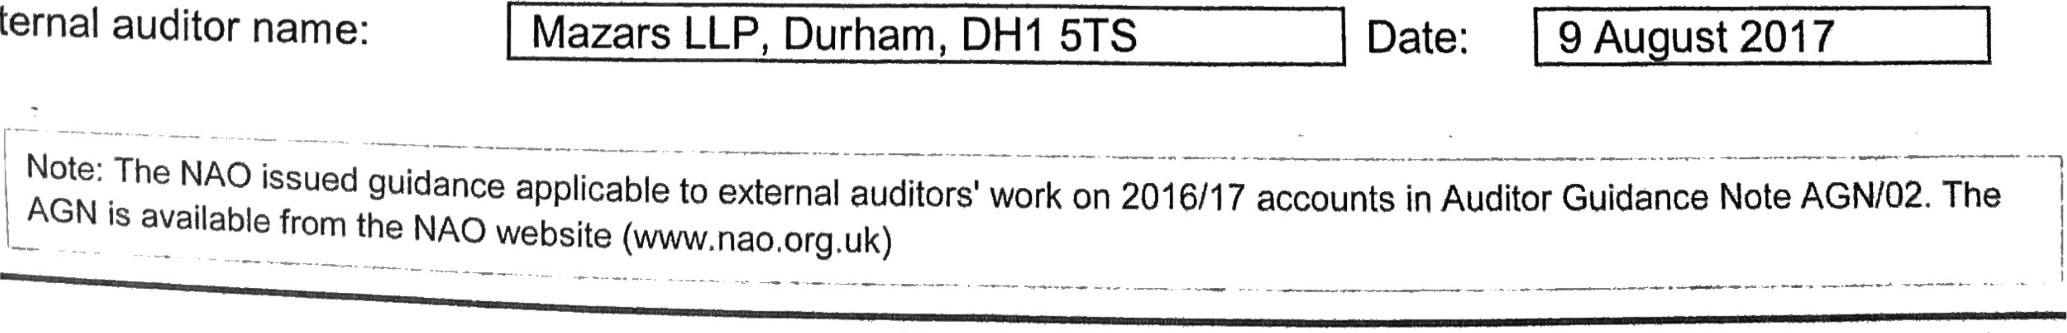 ternal auditor name: Mazars LLP, Durham, DH1 5TS Date: 9 August 2017
Note: The NAO issued guidance applicable to external auditors' work on 2016/17 accounts in Auditor Guidance Note AGN/02. The
AGN is available from the NAO website (www.nao.org.uk)